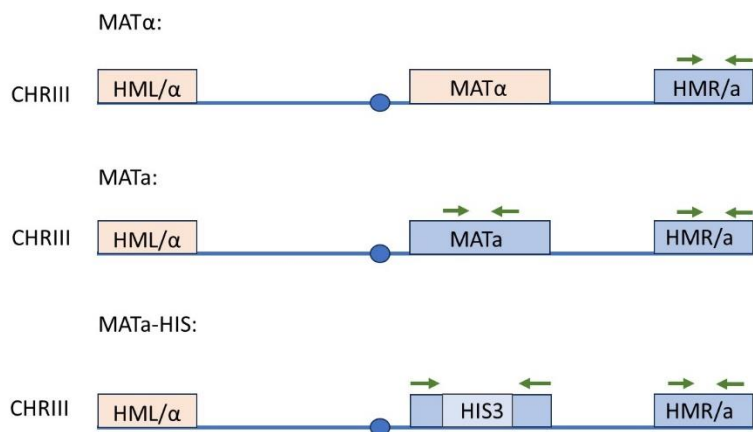 MATα:
CHRIII HML/α MATα HMR/a
MATa:
CHRIII HML/α MATa HMR/a
MATa-HIS:
CHRIII HML/α HIS3 HMR/a